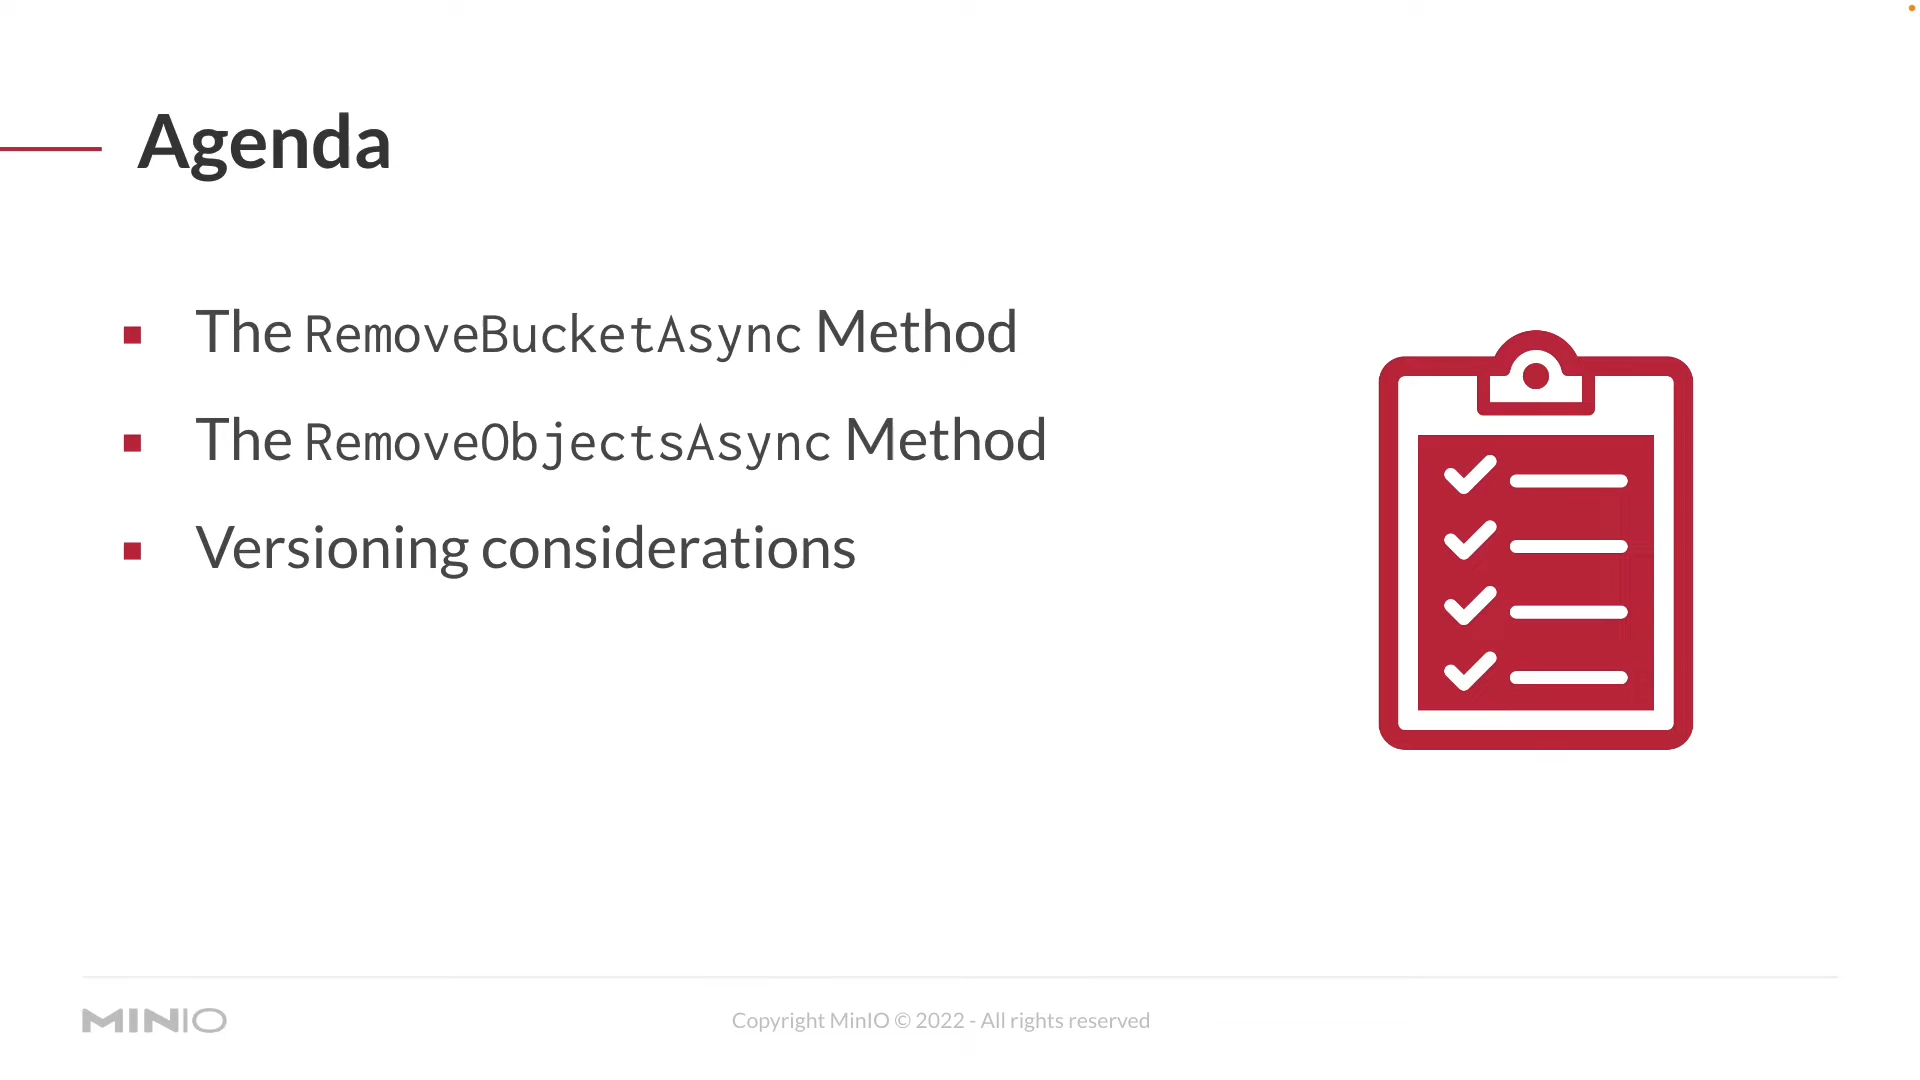 Agenda
The RemoveBucketAsync Method
The RemoveObjectsAsync Method
Versioning considerations
MINIO
Copyright MinIO © 2022 - All rights reserved